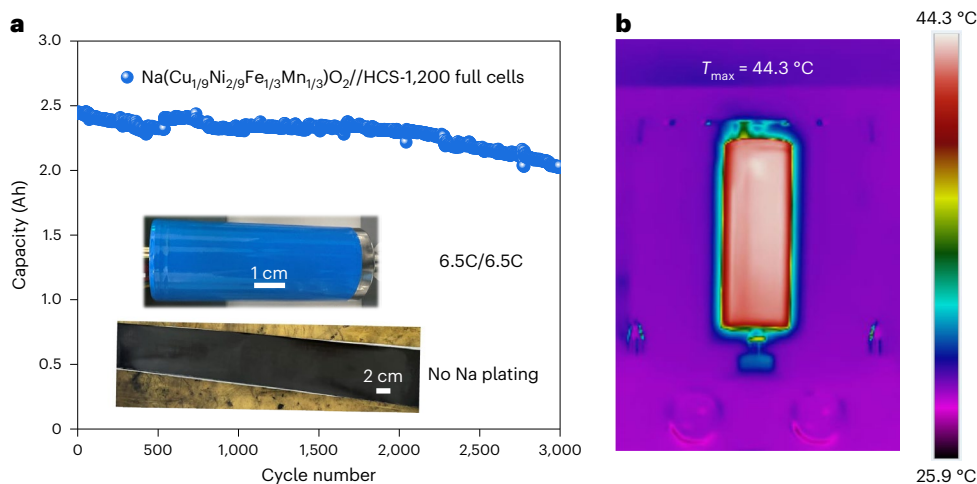 a
3.0
2.5
2.0
1.5
1.0
0.5
0
Capacity (Ah)
Na(Cu1/9Ni2/9Fe1/3Mn1/3)O2//HCS-1,200 full cells
1 cm
6.5C/6.5C
2 cm
No Na plating
0
500
1,000
1,500
2,000
2,500
3,000
Cycle number
b
Tmax = 44.3 °C
44.3 °C
25.9 °C